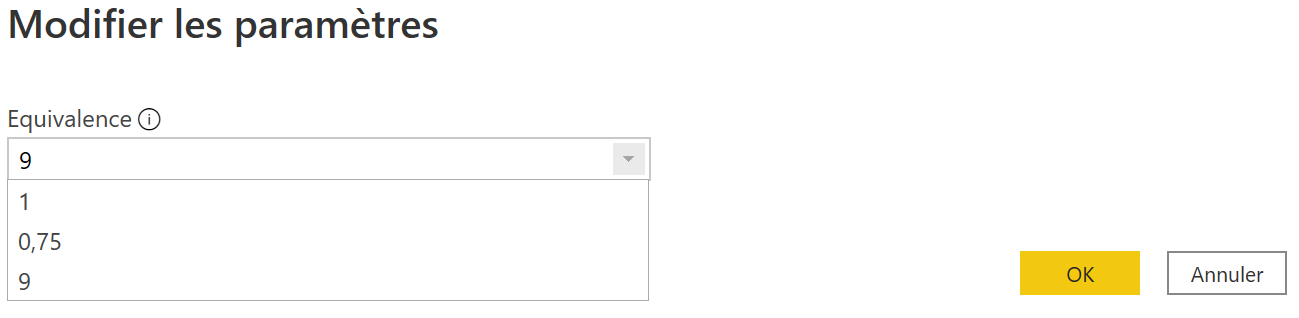 Modifier les paramètres
Equivalence
9
1
0,75
9
OK Annuler